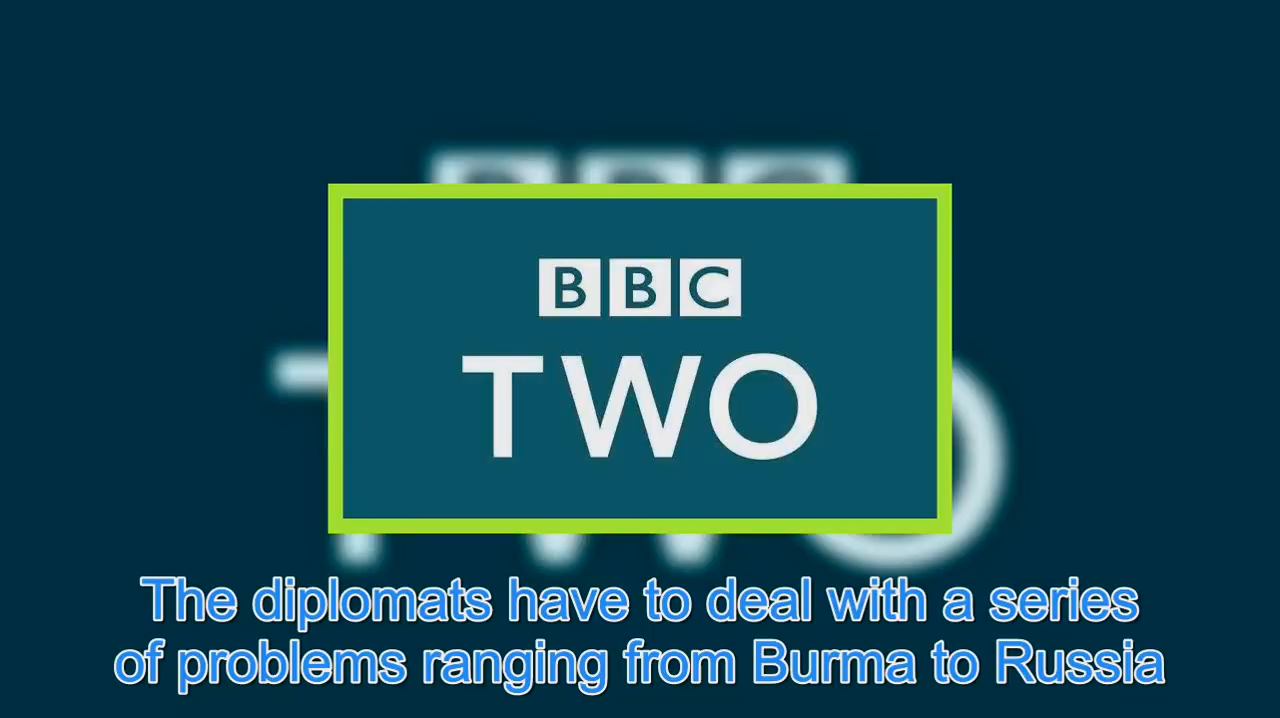 BBC
TWO
The diplomats have to deal with a series
of problems ranging from Burma to Russia